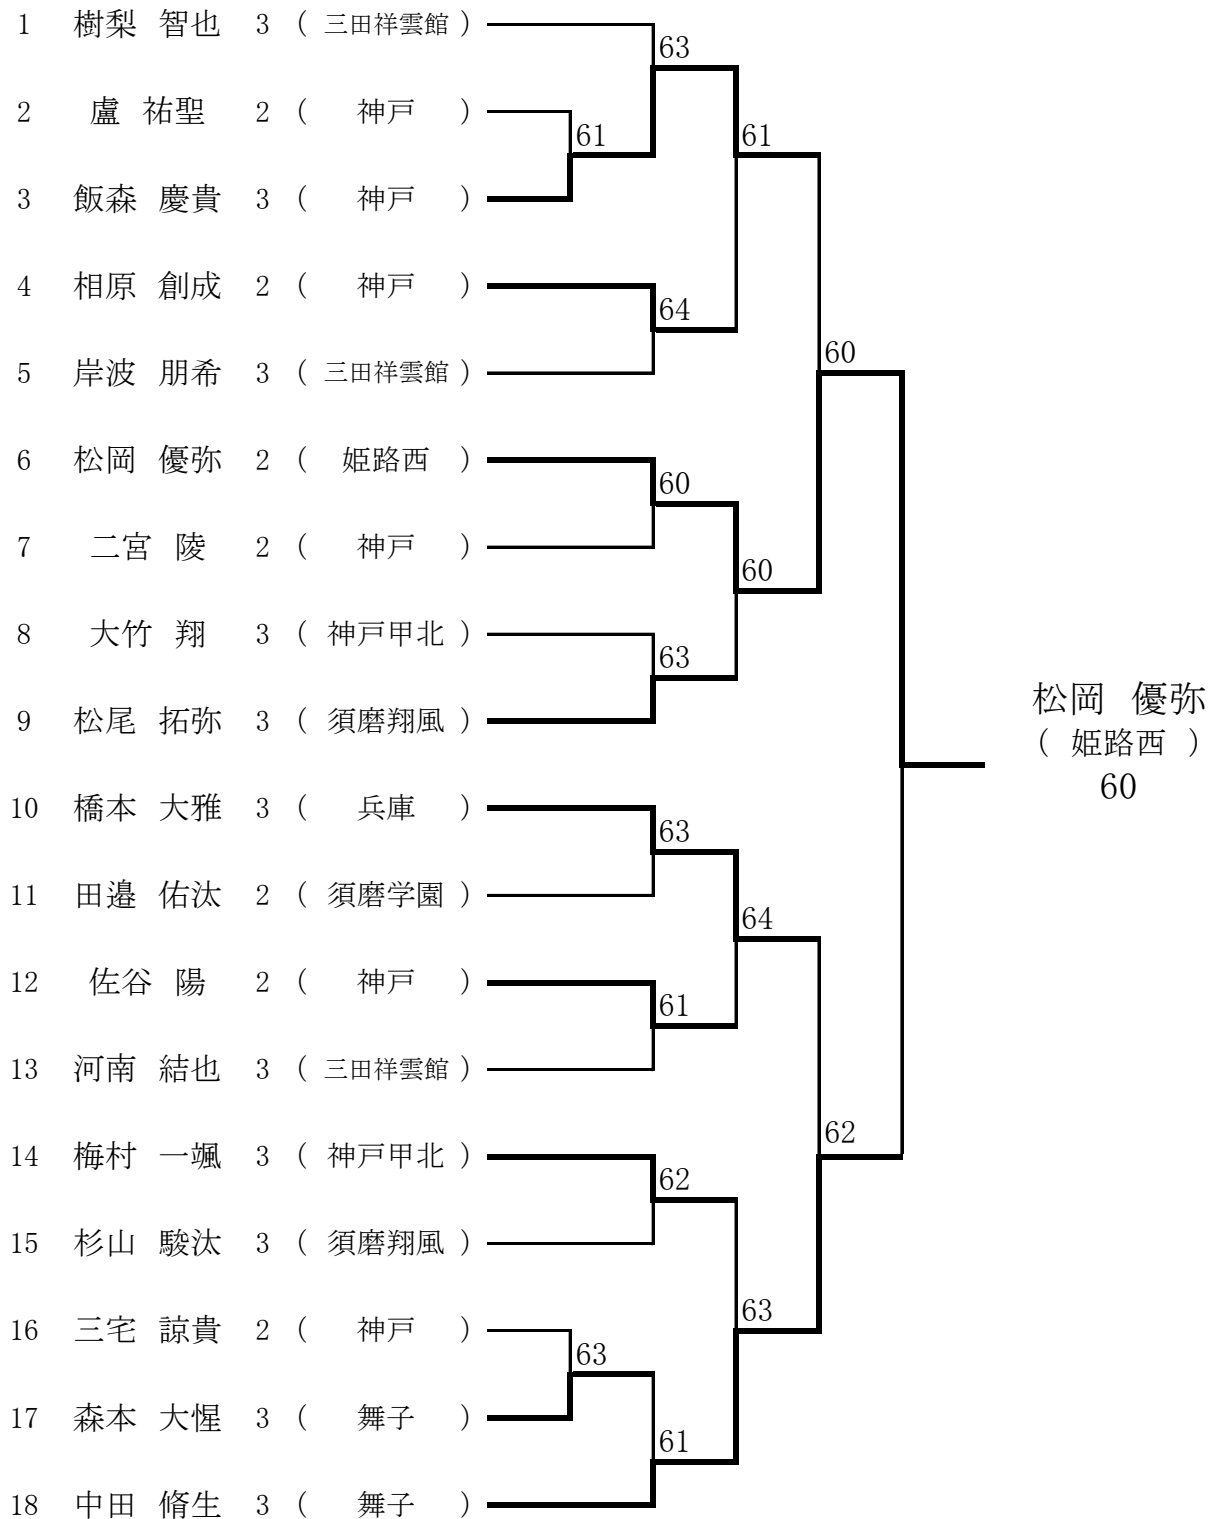 1 樹梨 智也 3 ( 三田祥雲館 )
63
2 盧 祐聖 2 ( 神戸 )
61 61
3 飯森 慶貴 3 ( 神戸 )
4 相原 創成 2 ( 神戸 )
64
60
5 岸波 朋希 3 ( 三田祥雲館 )
6 松岡 優弥 2 ( 姫路西 )
60
7 二宮 陵 2 ( 神戸 )
60
8 大竹 翔 3 ( 神戸甲北 )
63
9 松尾 拓弥 3 ( 須磨翔風 )
松岡 優弥
( 姫路西 )
60
10 橋本 大雅 3 ( 兵庫 )
63
11 田邉 佑汰 2 ( 須磨学園 )
64
12 佐谷 陽 2 ( 神戸 )
61
13 河南 結也 3 ( 三田祥雲館 )
62
14 梅村 一颯 3 ( 神戸甲北 )
62
15 杉山 駿汰 3 ( 須磨翔風 )
63
16 三宅 諒貴 2 ( 神戸 )
63
17 森本 大惺 3 ( 舞子 )
61
18 中田 脩生 3 ( 舞子 )